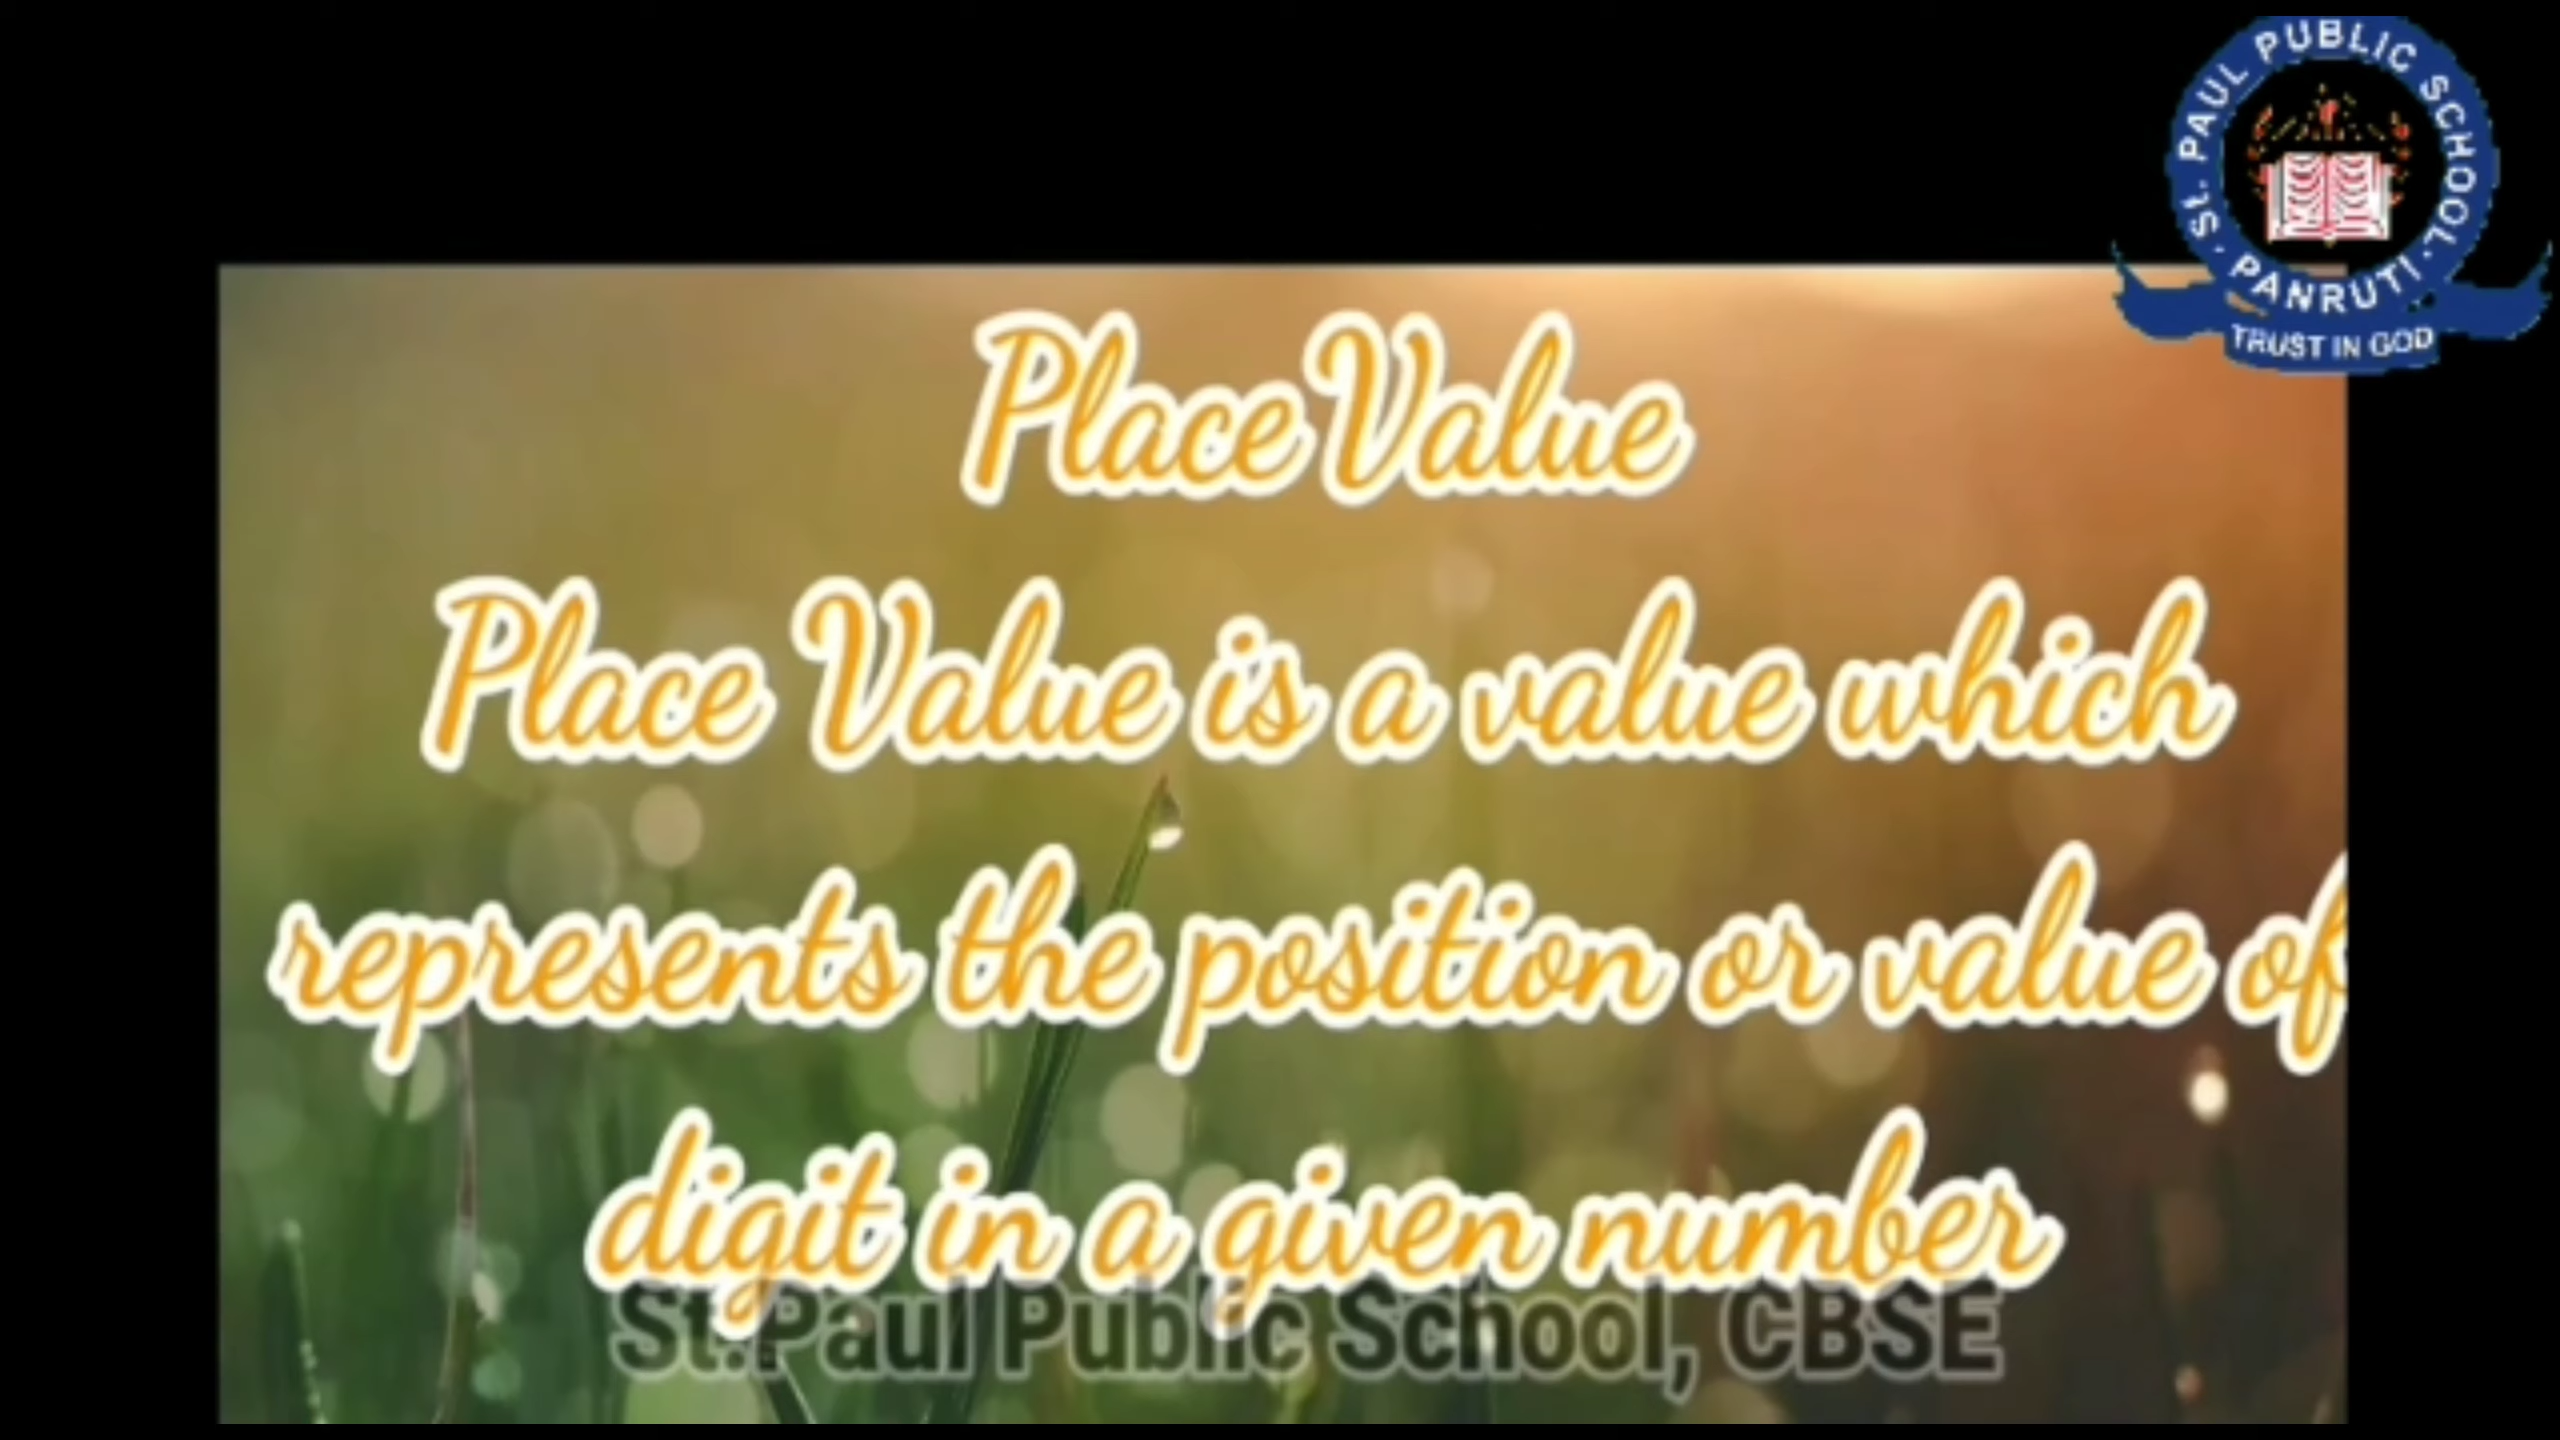 St. PAUL PUBLIC SCHOOL.
PANRUTI.
TRUST IN GOD
Place Value
Place Value is a value which
represents the position or value of
digit in a given number
St.Paul Public School, CBSE